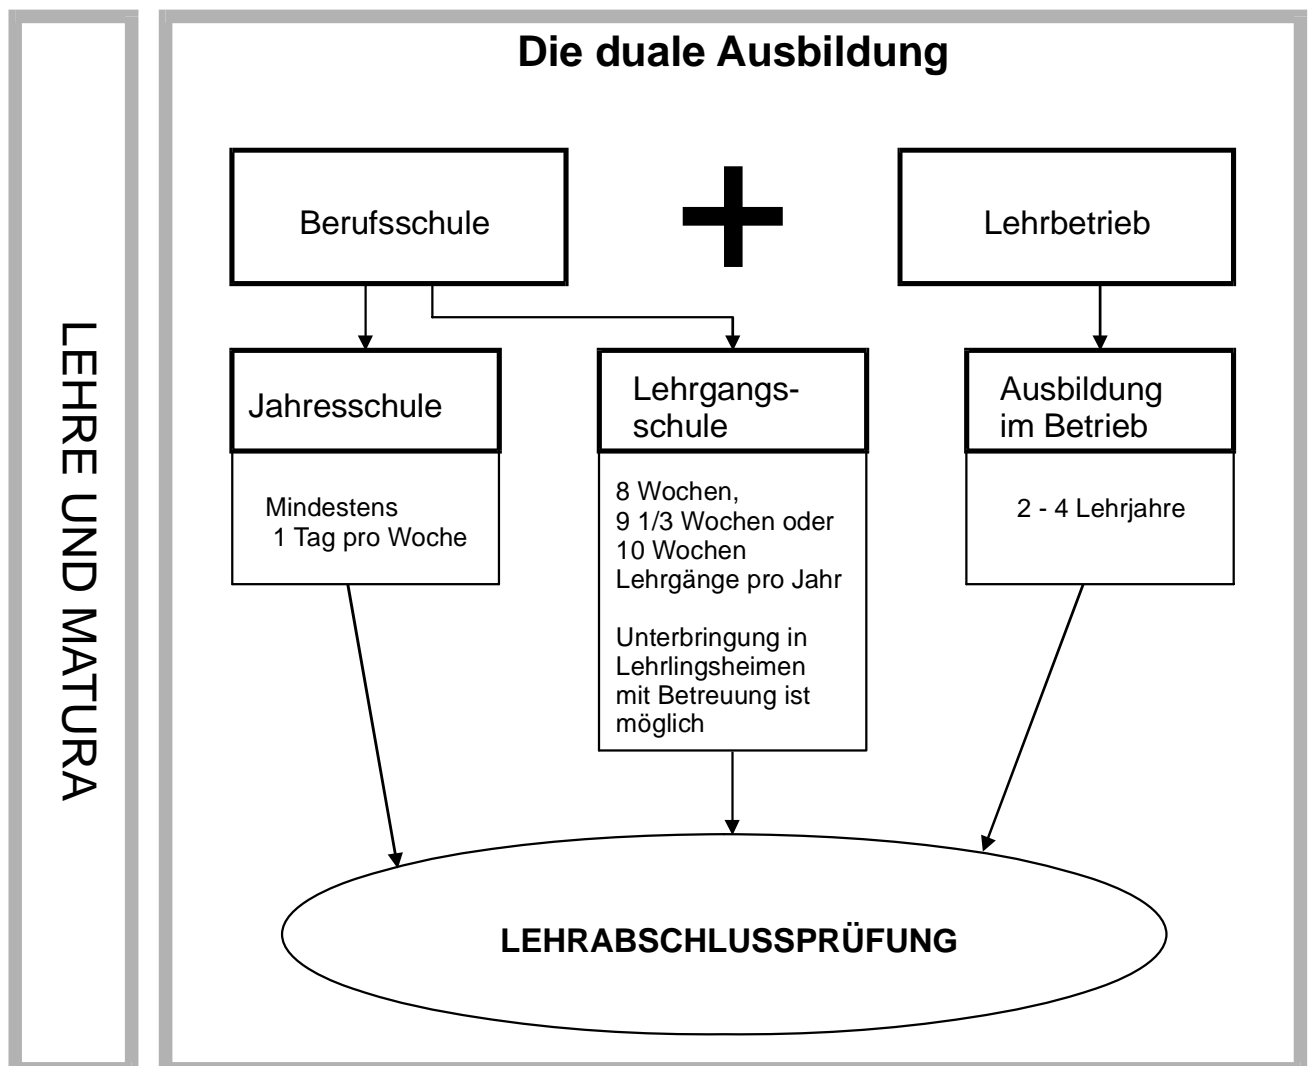 Die duale Ausbildung
LEHRE UND MATURA
Berufsschule
Lehrbetrieb
Jahresschule
Mindestens
1 Tag pro Woche
Lehrgangs-
schule
8 Wochen,
9 1/3 Wochen oder
10 Wochen
Lehrgänge pro Jahr
Unterbringung in
Lehrlingsheimen
mit Betreuung ist
möglich
Ausbildung
im Betrieb
2 - 4 Lehrjahre
LEHRABSCHLUSSPRÜFUNG